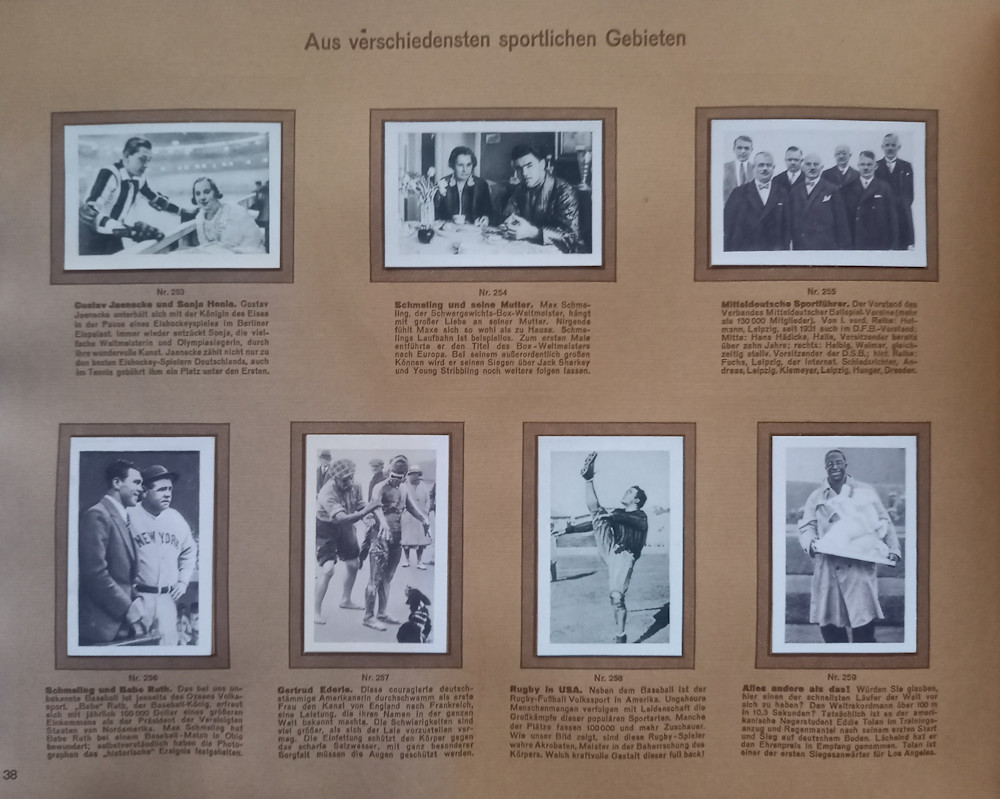 Aus verschiedensten sportlichen Gebieten
Nr. 253
Gustav Jaenecke und Sonja Henie. Gustav
Jaenecke unterhält sich mit der Königin des Eises
in der Pause eines Eishockeyspieles im Berliner
Eispalast. Immer wieder entzückt Sonja, die viel-
fache Weltmeisterin und Olympiasiegerin, durch
ihre wundervolle Kunst. Jaenecke zählt nicht nur zu
den besten Eishockey-Spielern Deutschlands, auch
im Tennis gebührt ihm ein Platz unter den Ersten.
Nr. 254
Schmeling und seine Mutter. Max Schme-
ling, der Schwergewichts-Box-Weltmeister, hängt
mit großer Liebe an seiner Mutter. Nirgends
fühlt Maxe sich so wohl als zu Hause. Schme-
lings Laufbahn ist beispiellos. Zum ersten Male
entführte er den Titel des Box-Weltmeisters
nach Europa. Bei seinem außerordentlich großen
Können wird er seinen Siegen über Jack Sharkey
und Young Stribbling noch weitere folgen lassen.
Nr. 255
Mitteldeutsche Sportführer. Der Vorstand des
Verbandes Mitteldeutscher Ballspiel-Vereine (mehr
als 130 000 Mitglieder). Von l. vord. Reihe: Hof-
mann, Leipzig, seit 1931 auch im D.F.B.-Vorstand;
Mitte: Hans Hädicke, Halle, Vorsitzender bereits
über zehn Jahre; rechts: Helbig, Weimar, gleich-
zeitig stellv. Vorsitzender der D.S.B.; hint. Reihe:
Fuchs, Leipzig, der internat. Schiedsrichter, An-
dreas, Leipzig, Klemeyer, Leipzig, Hunger, Dresden.
NEW YORK
Nr. 256
Schmeling und Babe Ruth. Das bei uns un-
bekannte Baseball ist jenseits des Ozeans Volks-
sport. „Babe" Ruth, der Baseball-König, erfreut
sich mit jährlich 100 000 Dollar eines größeren
Einkommens als der Präsident der Vereinigten
Staaten von Nordamerika. Max Schmeling hat
Babe Ruth bei einem Baseball-Match in Ohio
bewundert; selbstverständlich haben die Photo-
graphen das „historische" Ereignis festgehalten.
Nr. 257
Gertrud Ederle. Diese couragierte deutsch-
stämmige Amerikanerin durchschwamm als erste
Frau den Kanal von England nach Frankreich,
eine Leistung, die ihren Namen in der ganzen
Welt bekannt machte. Die Schwierigkeiten sind
viel größer, als sich der Laie vorzustellen ver-
mag. Die Einfettung schützt den Körper gegen
das scharfe Salzwasser, mit ganz besonderer
Sorgfalt müssen die Augen geschützt werden.
Nr. 258
Rugby in USA. Neben dem Baseball ist der
Rugby-Fußball Volkssport in Amerika. Ungeheure
Menschenmengen verfolgen mit Leidenschaft die
Großkämpfe dieser populären Sportarten. Manche
der Plätze fassen 100 000 und mehr Zuschauer.
Wie unser Bild zeigt, sind diese Rugby-Spieler
wahre Akrobaten, Meister in der Beherrschung des
Körpers. Welch kraftvolle Gestalt dieser full back!
Nr. 259
Alles andere als das! Würden Sie glauben,
hier einen der schnellsten Läufer der Welt vor
sich zu haben? Den Weltrekordmann über 100 m
in 10,3 Sekunden? Tatsächlich ist es der ameri-
kanische Negerstudent Eddie Tolan im Trainings-
anzug und Regenmantel nach seinem ersten Start
und Sieg auf deutschem Boden. Lächelnd hat er
den Ehrenpreis in Empfang genommen. Tolan ist
einer der ersten Siegesanwärter für Los Angeles.
38